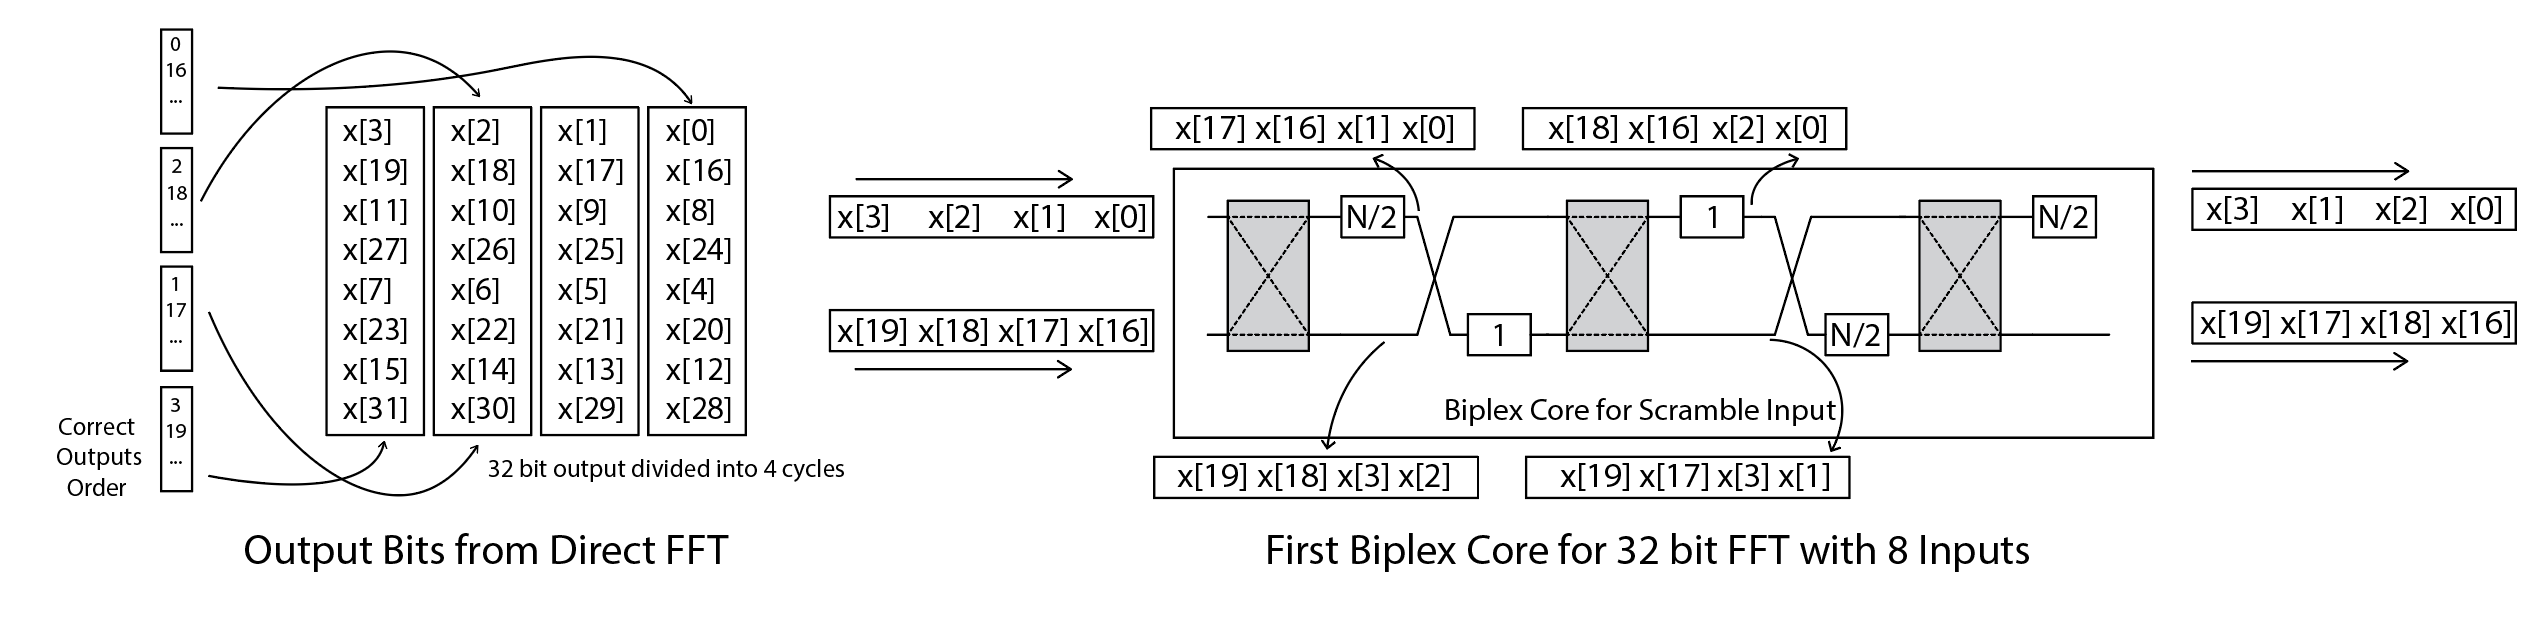 0
16
...
2
18
...
1
17
...
3
19
...
Correct
Outputs
Order
x[3] x[2] x[1] x[0]
x[19] x[18] x[17] x[16]
x[11] x[10] x[9] x[8]
x[27] x[26] x[25] x[24]
x[7] x[6] x[5] x[4]
x[23] x[22] x[21] x[20]
x[15] x[14] x[13] x[12]
x[31] x[30] x[29] x[28]
32 bit output divided into 4 cycles
Output Bits from Direct FFT
x[3] x[2] x[1] x[0]
x[19] x[18] x[17] x[16]
x[17] x[16] x[1] x[0]
x[18] x[16] x[2] x[0]
N/2
1
N/2
1
N/2
Biplex Core for Scramble Input
x[19] x[18] x[3] x[2]
x[19] x[17] x[3] x[1]
x[3] x[1] x[2] x[0]
x[19] x[17] x[18] x[16]
First Biplex Core for 32 bit FFT with 8 Inputs